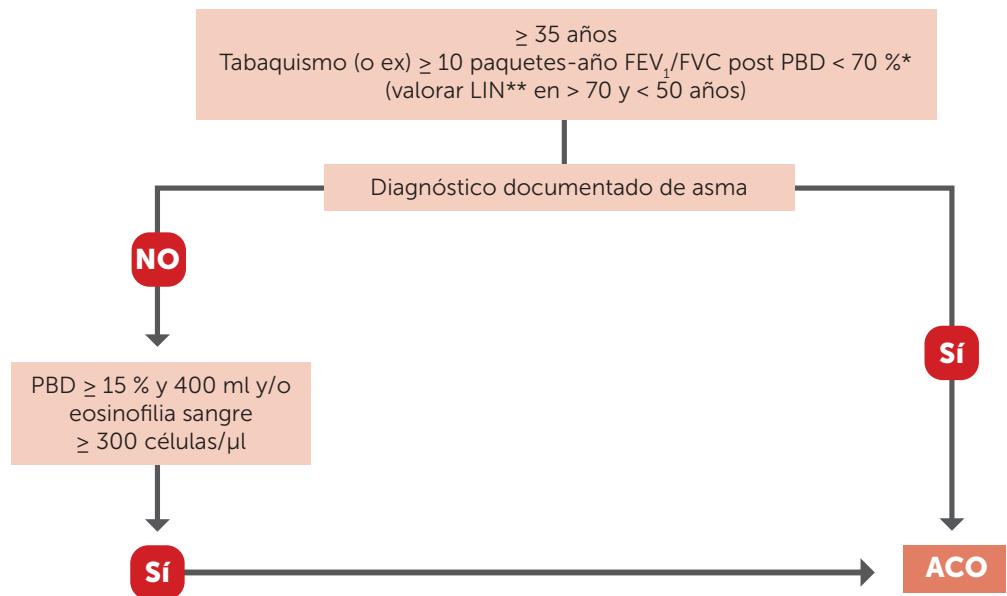 ≥ 35 años
Tabaquismo (o ex) ≥ 10 paquetes-año FEV₁/FVC post PBD < 70 %*
(valorar LIN** en > 70 y < 50 años)
Diagnóstico documentado de asma
NO
Sí
PBD ≥ 15 % y 400 ml y/o
eosinofilia sangre
≥ 300 células/µl
Sí
ACO